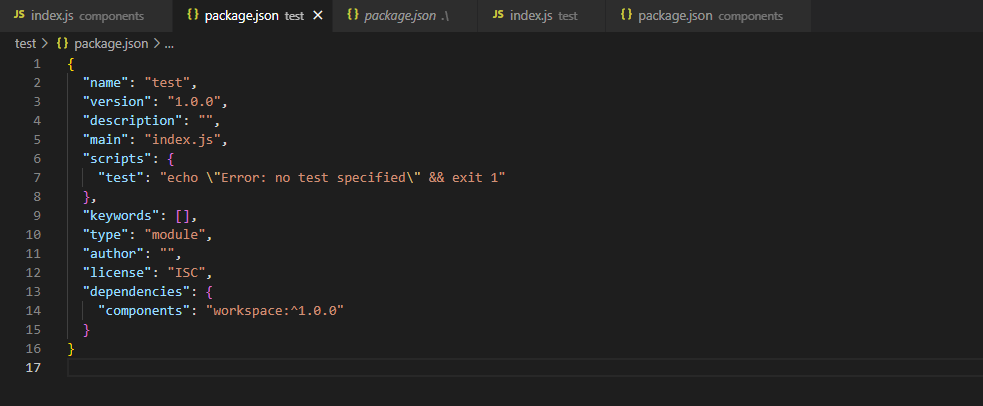 JS index.js components {} package.json test × {} package.json .\ JS index.js test {} package.json components
test > {} package.json > ...
1 {
2 "name": "test",
3 "version": "1.0.0",
4 "description": "",
5 "main": "index.js",
6 "scripts": {
7 "test": "echo \"Error: no test specified\" && exit 1"
8 },
9 "keywords": [],
10 "type": "module",
11 "author": "",
12 "license": "ISC",
13 "dependencies": {
14 "components": "workspace:^1.0.0"
15 }
16 }
17